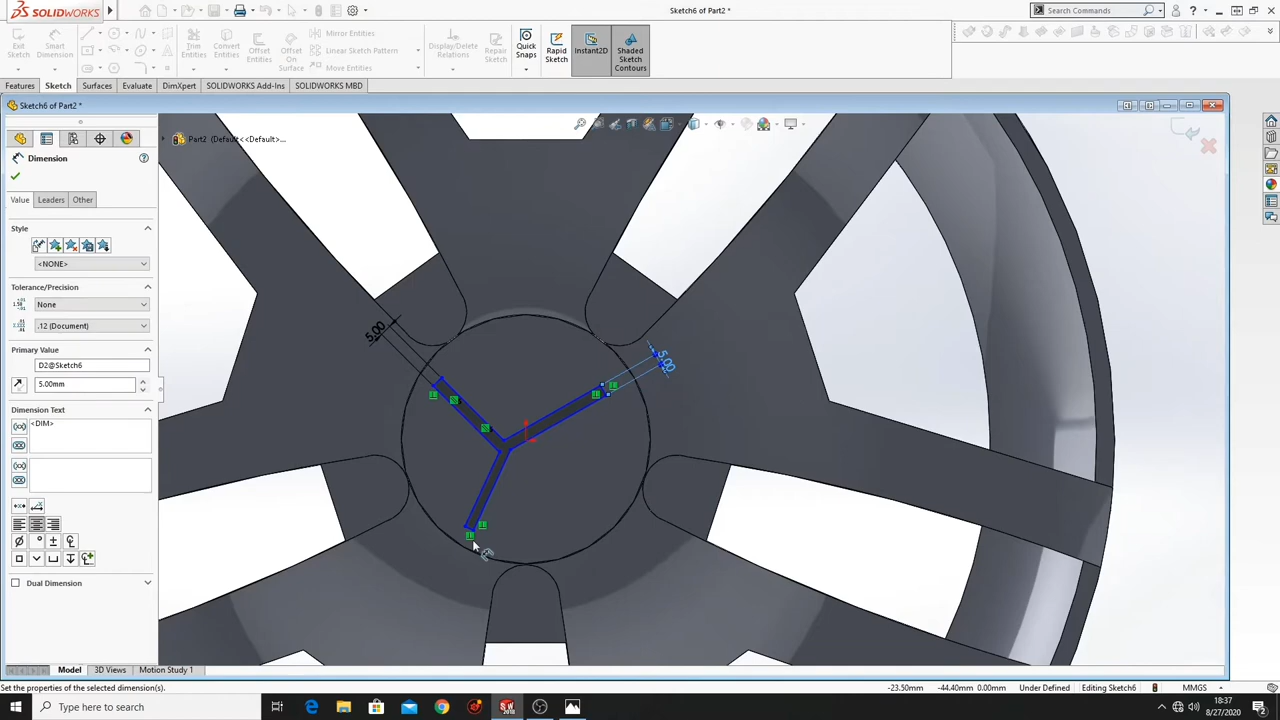 SOLIDWORKS
Sketch6 of Part2 *
Search Commands
Exit Sketch
Smart Dimension
Trim Entities
Convert Entities
Offset Entities
Offset On Surface
Mirror Entities
Linear Sketch Pattern
Move Entities
Display/Delete Relations
Repair Sketch
Quick Snaps
Rapid Sketch
Instant2D
Shaded Sketch Contours
Features
Sketch
Surfaces
Evaluate
DimXpert
SOLIDWORKS Add-Ins
SOLIDWORKS MBD
Sketch6 of Part2 *
Part2 (Default<<Default>...
Dimension
Value
Leaders
Other
Style
<NONE>
Tolerance/Precision
None
.12 (Document)
Primary Value
D2@Sketch6
5.00mm
Dimension Text
<DIM>
Dual Dimension
5.00
5.00
Model
3D Views
Motion Study 1
Set the properties of the selected dimension(s).
-23.50mm
-44.40mm 0.00mm
Under Defined
Editing Sketch6
MMGS
Type here to search
18:37
8/27/2020